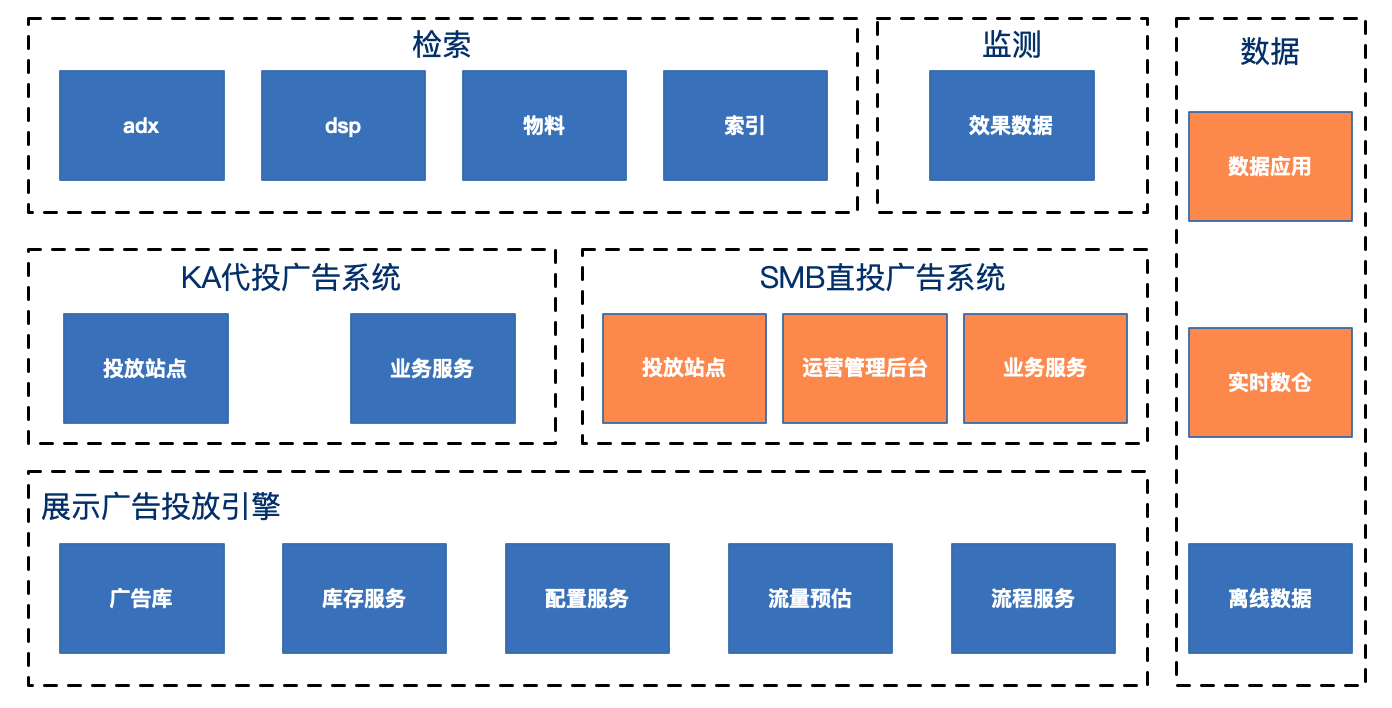 检索
adx
dsp
物料
索引
监测
效果数据
数据
数据应用
实时数仓
离线数据
KA代投广告系统
投放站点
业务服务
SMB直投广告系统
投放站点
运营管理后台
业务服务
展示广告投放引擎
广告库
库存服务
配置服务
流量预估
流程服务